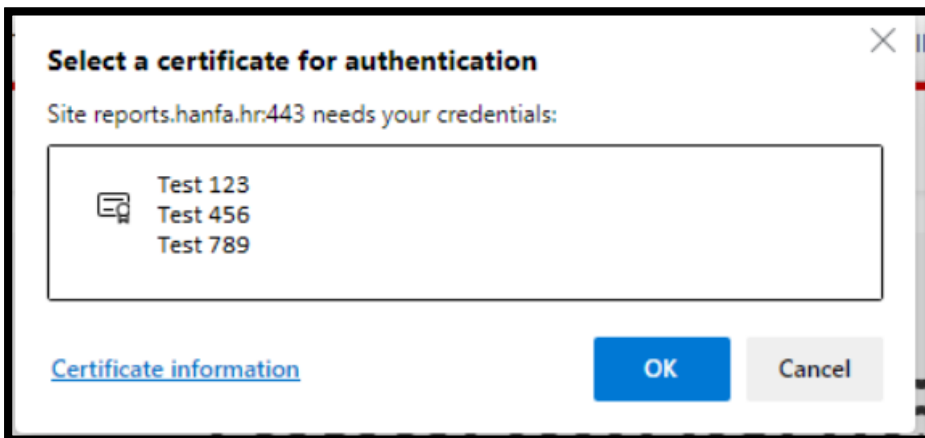 Select a certificate for authentication
Site reports.hanfa.hr:443 needs your credentials:
Test 123
Test 456
Test 789
Certificate information
OK
Cancel